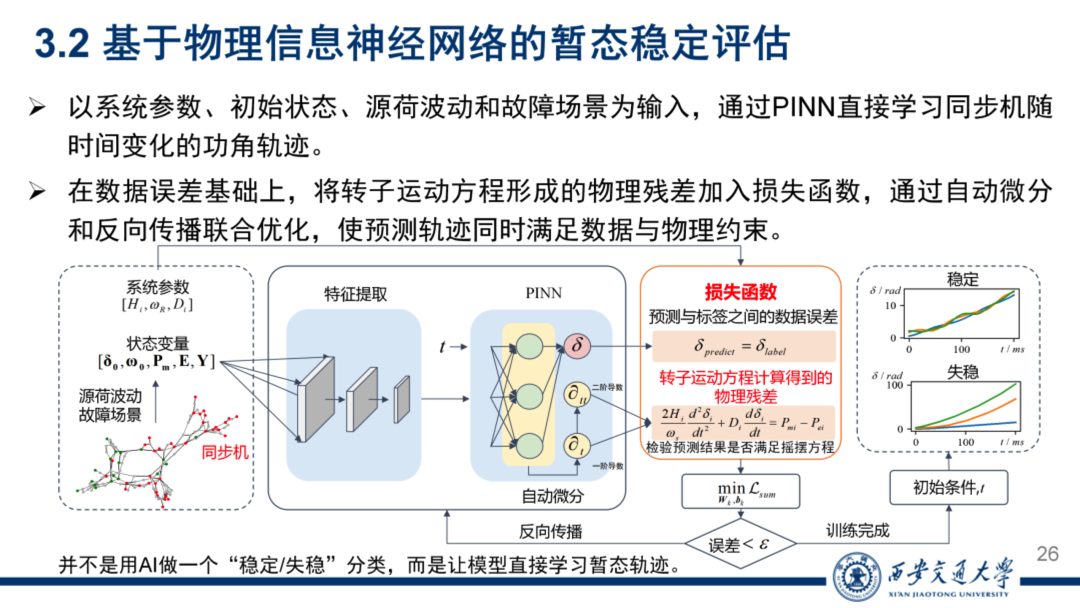 3.2 基于物理信息神经网络的暂态稳定评估
➢ 以系统参数、初始状态、源荷波动和故障场景为输入，通过PINN直接学习同步机随
时间变化的功角轨迹。
➢ 在数据误差基础上，将转子运动方程形成的物理残差加入损失函数，通过自动微分
和反向传播联合优化，使预测轨迹同时满足数据与物理约束。
系统参数
[H_i, ω_R, D_i]
状态变量
[δ₀, ω₀, P_m, E, Y]
源荷波动
故障场景
同步机
特征提取
PINN
t
δ
∂_tt
二阶导数
∂_t
一阶导数
自动微分
损失函数
预测与标签之间的数据误差
δ_predict = δ_label
转子运动方程计算得到的
物理残差
2H_i/ω_s d²δ_i/dt² + D_i dδ_i/dt = P_mi − P_ei
检验预测结果是否满足摇摆方程
min ℒ_sum
W_k, b_k
误差< ε
反向传播
训练完成
初始条件,t
稳定
δ / rad
10
0
0 100 t / ms
失稳
δ / rad
100
0
0 100 t / ms
并不是用AI做一个“稳定/失稳”分类，而是让模型直接学习暂态轨迹。
西安交通大学
XI'AN JIAOTONG UNIVERSITY
26